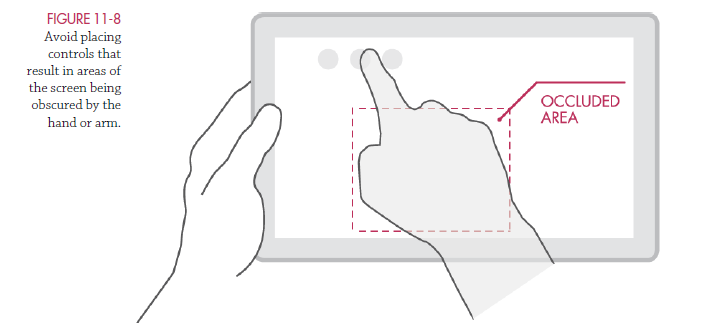 FIGURE 11-8
Avoid placing
controls that
result in areas of
the screen being
obscured by the
hand or arm.
OCCLUDED
AREA